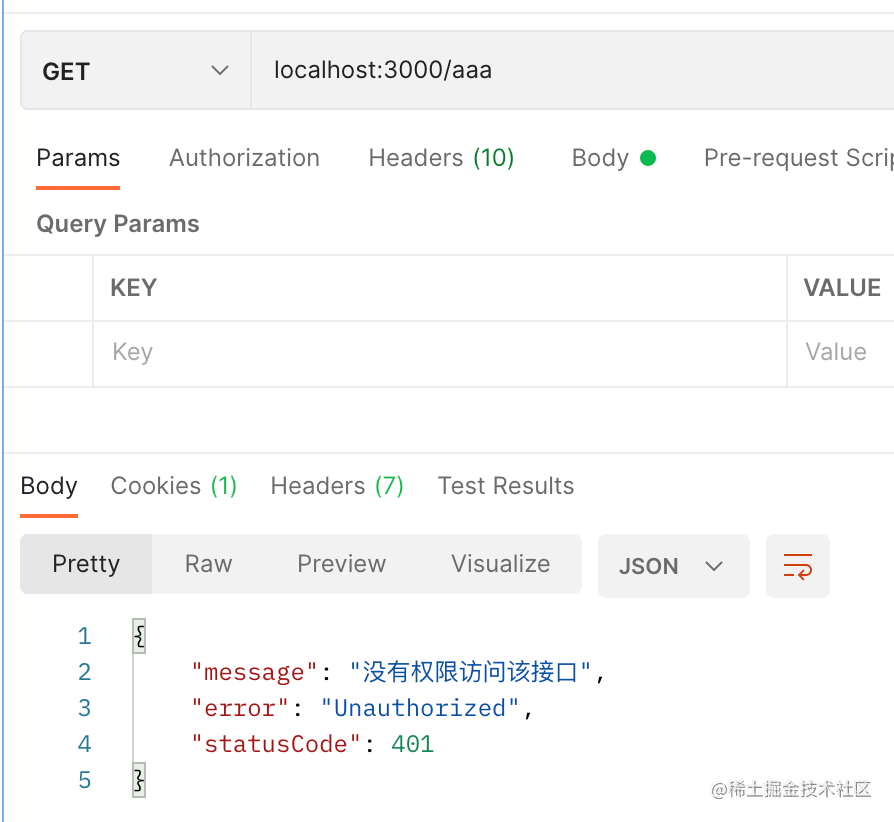 GET localhost:3000/aaa
Params Authorization Headers (10) Body Pre-request Scrip
Query Params
KEY VALUE
Key Value
Body Cookies (1) Headers (7) Test Results
Pretty Raw Preview Visualize JSON
1 {
2 "message": "没有权限访问该接口",
3 "error": "Unauthorized",
4 "statusCode": 401
5 }
@稀土掘金技术社区